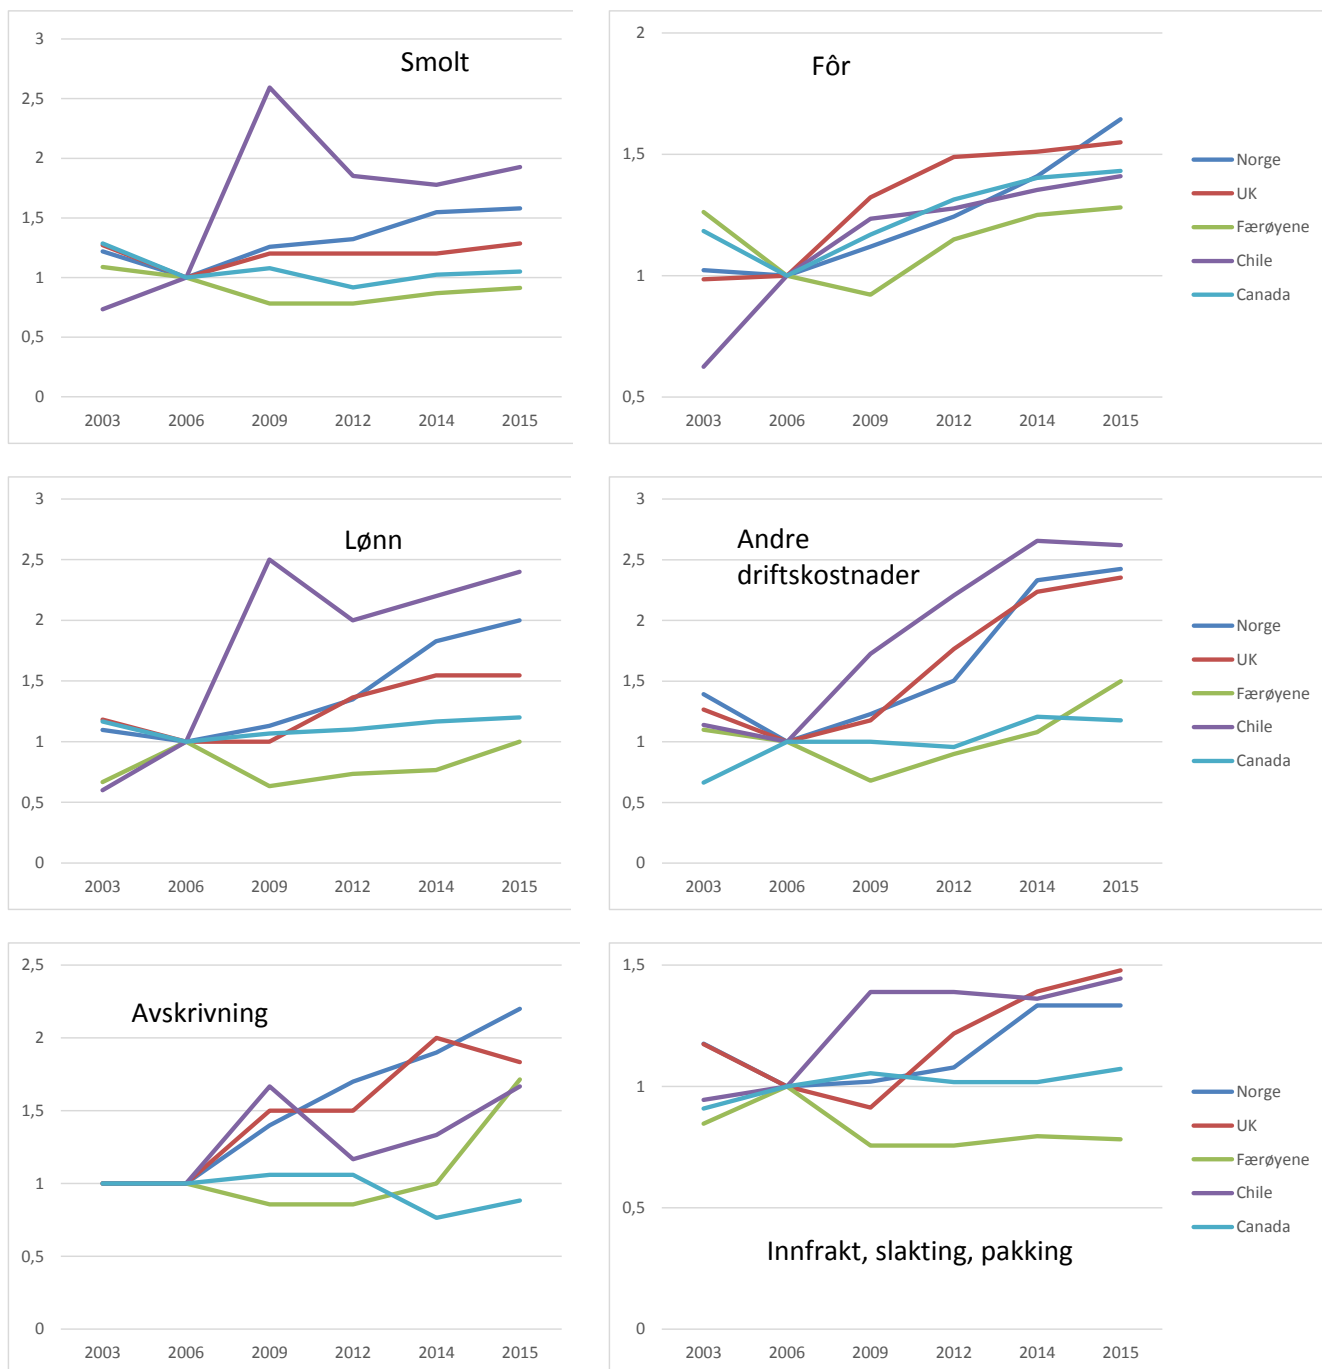 Smolt
3
2,5
2
1,5
1
0,5
0
2003 2006 2009 2012 2014 2015
Fôr
2
1,5
1
0,5
2003 2006 2009 2012 2014 2015
Norge
UK
Færøyene
Chile
Canada
Lønn
3
2,5
2
1,5
1
0,5
0
2003 2006 2009 2012 2014 2015
Andre
driftskostnader
3
2,5
2
1,5
1
0,5
0
2003 2006 2009 2012 2014 2015
Norge
UK
Færøyene
Chile
Canada
Avskrivning
2,5
2
1,5
1
0,5
0
2003 2006 2009 2012 2014 2015
1,5
1
0,5
0
Innfrakt, slakting, pakking
2003 2006 2009 2012 2014 2015
Norge
UK
Færøyene
Chile
Canada